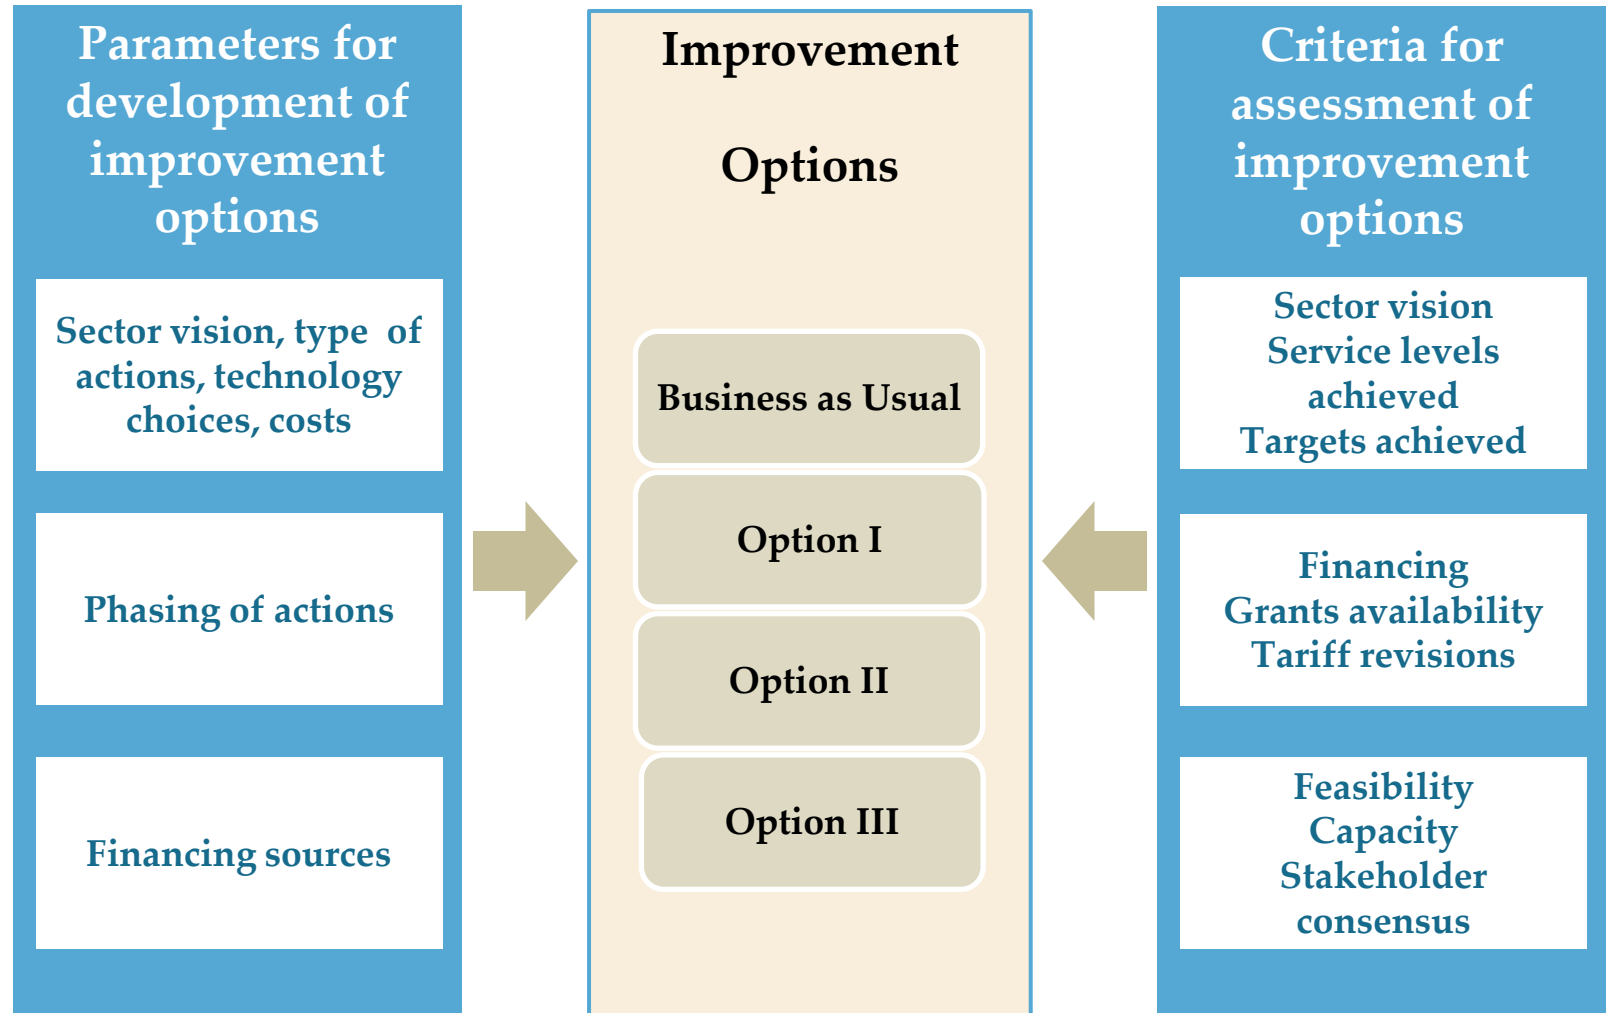 Parameters for
development of
improvement
options
Sector vision, type of
actions, technology
choices, costs
Phasing of actions
Financing sources
Improvement
Options
Business as Usual
Option I
Option II
Option III
Criteria for
assessment of
improvement
options
Sector vision
Service levels
achieved
Targets achieved
Financing
Grants availability
Tariff revisions
Feasibility
Capacity
Stakeholder
consensus